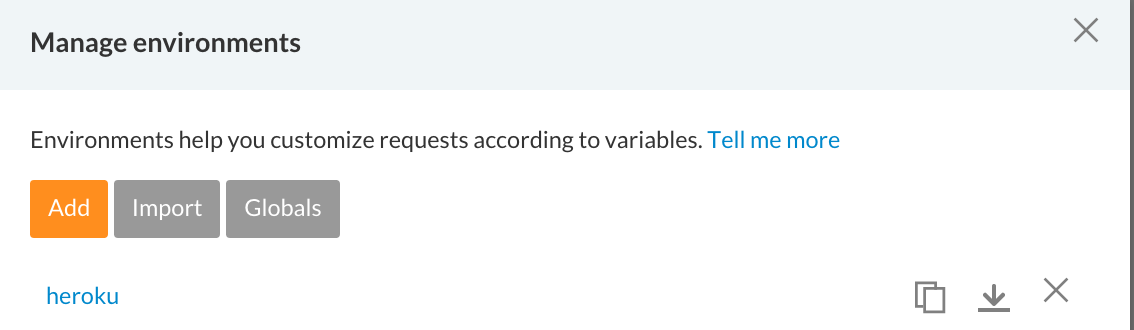 Manage environments
Environments help you customize requests according to variables. Tell me more
Add Import Globals
heroku